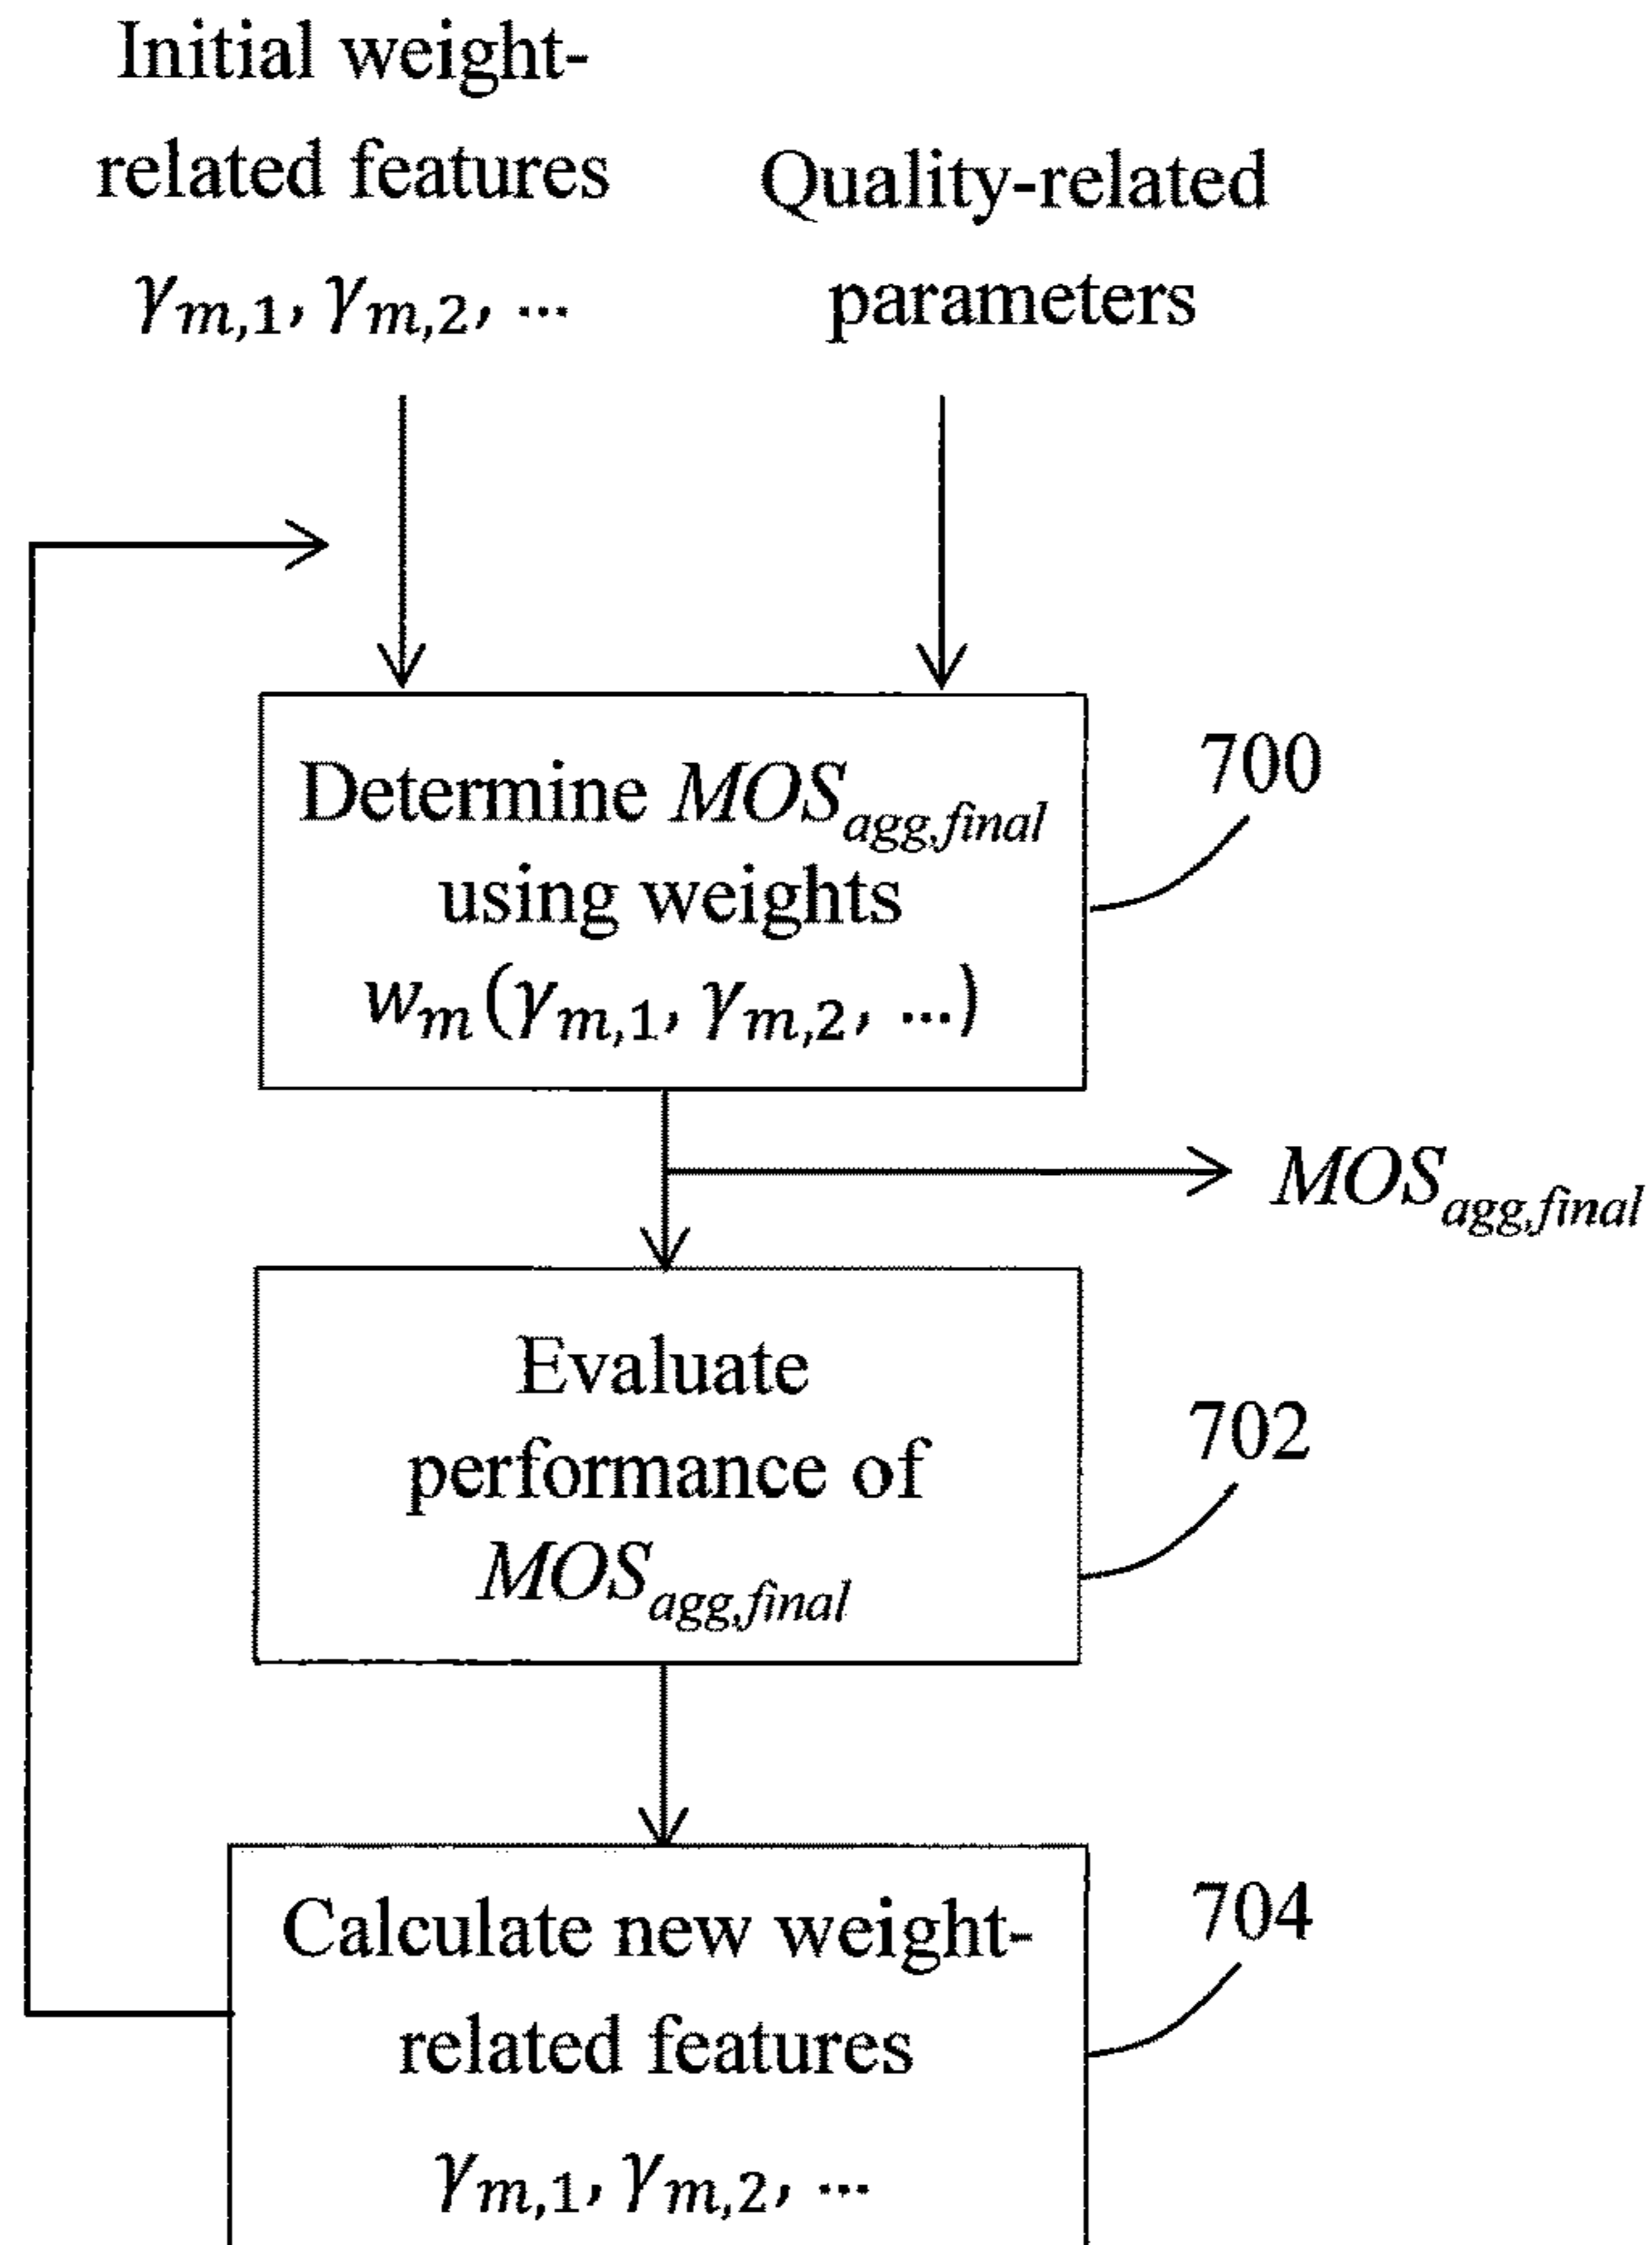 Initial weight-
related features
γm,1, γm,2, ...
Quality-related
parameters
Determine MOSagg,final
using weights
wm(γm,1, γm,2, ...)
700
MOSagg,final
Evaluate
performance of
MOSagg,final
702
Calculate new weight-
related features
γm,1, γm,2, ...
704